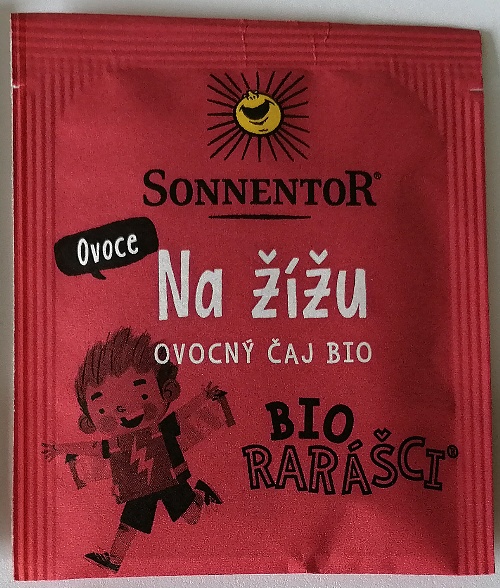 SONNENTOR®
Ovoce
Na žížu
OVOCNÝ ČAJ BIO
BIO
RARÁŠCI®